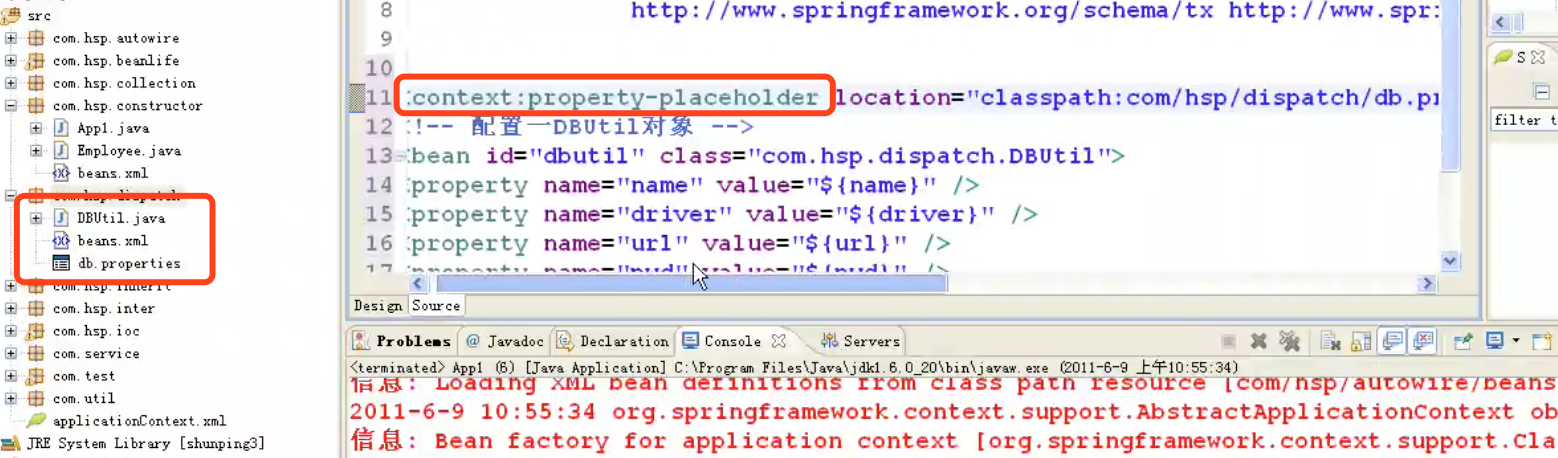 src
com.hsp.autowire
com.hsp.beanlife
com.hsp.collection
com.hsp.constructor
App1.java
Employee.java
beans.xml
com.hsp.dispatch
DBUtil.java
beans.xml
db.properties
com.hsp.inherit
com.hsp.inter
com.hsp.ioc
com.service
com.test
com.util
applicationContext.xml
JRE System Library [shunping3]
8 http://www.springframework.org/schema/tx http://www.spr
9
10
11 context:property-placeholder location="classpath:com/hsp/dispatch/db.pr
12 !-- 配置一DBUtil对象 -->
13 bean id="dbutil" class="com.hsp.dispatch.DBUtil">
14 property name="name" value="${name}" />
15 property name="driver" value="${driver}" />
16 property name="url" value="${url}" />
17 property name="pwd" value="${pwd}" />
Design Source
S
filter t
Problems @ Javadoc Declaration Console Servers
<terminated> App1 (6) [Java Application] C:\Program Files\Java\jdk1.6.0_20\bin\javaw.exe (2011-6-9 上午10:55:34)
信息: Loading XML bean definitions from class path resource [com/hsp/autowire/beans
2011-6-9 10:55:34 org.springframework.context.support.AbstractApplicationContext ob
信息: Bean factory for application context [org.springframework.context.support.Cla